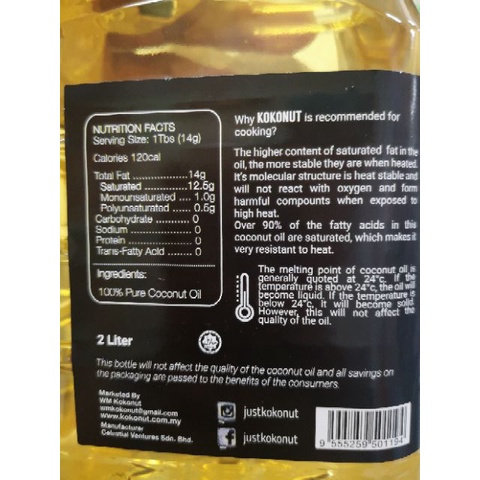 NUTRITION FACTS
Serving Size: 1Tbs (14g)
Calories 120cal
Total Fat ................14g
Saturated ..............12.5g
Monounsaturated ....1.0g
Polyunsaturated ......0.5g
Carbohydrate ......... 0
Sodium .................. 0
Protein ................... 0
Trans-Fatty Acid ..... 0
Ingredients:
100% Pure Coconut Oil
Why KOKONUT is recommended for
cooking?
The higher content of saturated fat in the
oil, the more stable they are when heated.
It's molecular structure is heat stable and
will not react with oxygen and form
harmful compounds when exposed to
high heat.
Over 90% of the fatty acids in this
coconut oil are saturated, which makes it
very resistant to heat.
The melting point of coconut oil is
generally quoted at 24°c. If the
temperature is above 24°c, the oil will
become liquid. If the temperature is
below 24°c, it will become solid.
However, this will not affect the
quality of the oil.
2 Liter
This bottle will not affect the quality of the coconut oil and all savings on
the packaging are passed to the benefits of the consumers.
Marketed By
WM Kokonut
wmkokonut@gmail.com
www.kokonut.com.my
Manufacturer
Celestial Ventures Sdn. Bhd.
justkokonut
justkokonut
9 555259 501194